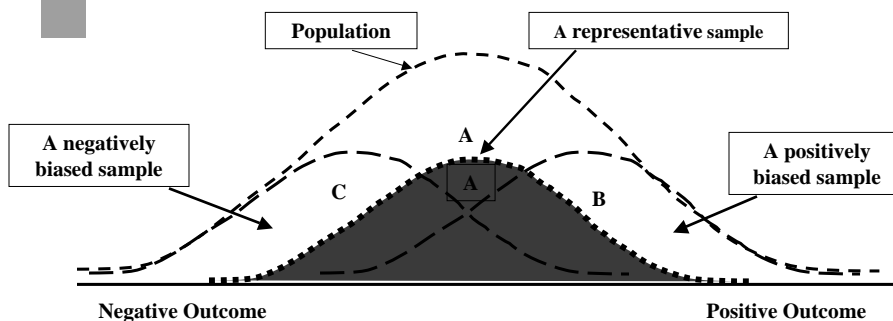 Population
A representative sample
A
A negatively
biased sample
A positively
biased sample
C
A
B
Negative Outcome
Positive Outcome